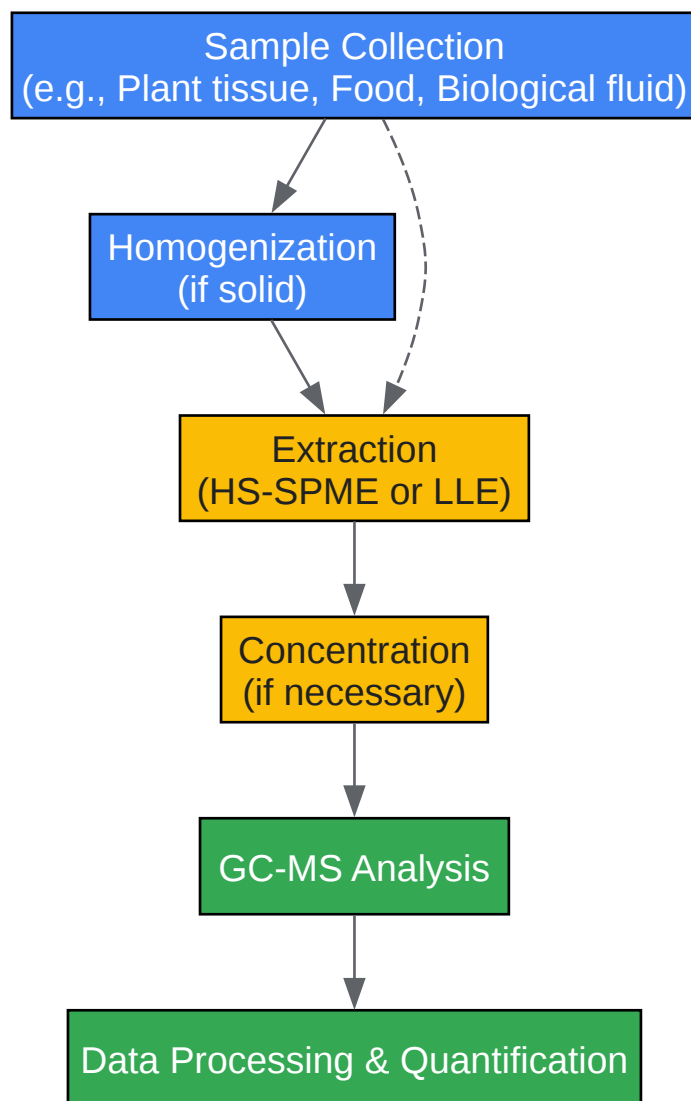 Sample Collection
(e.g., Plant tissue, Food, Biological fluid)
Homogenization
(if solid)
Extraction
(HS-SPME or LLE)
Concentration
(if necessary)
GC-MS Analysis
Data Processing & Quantification